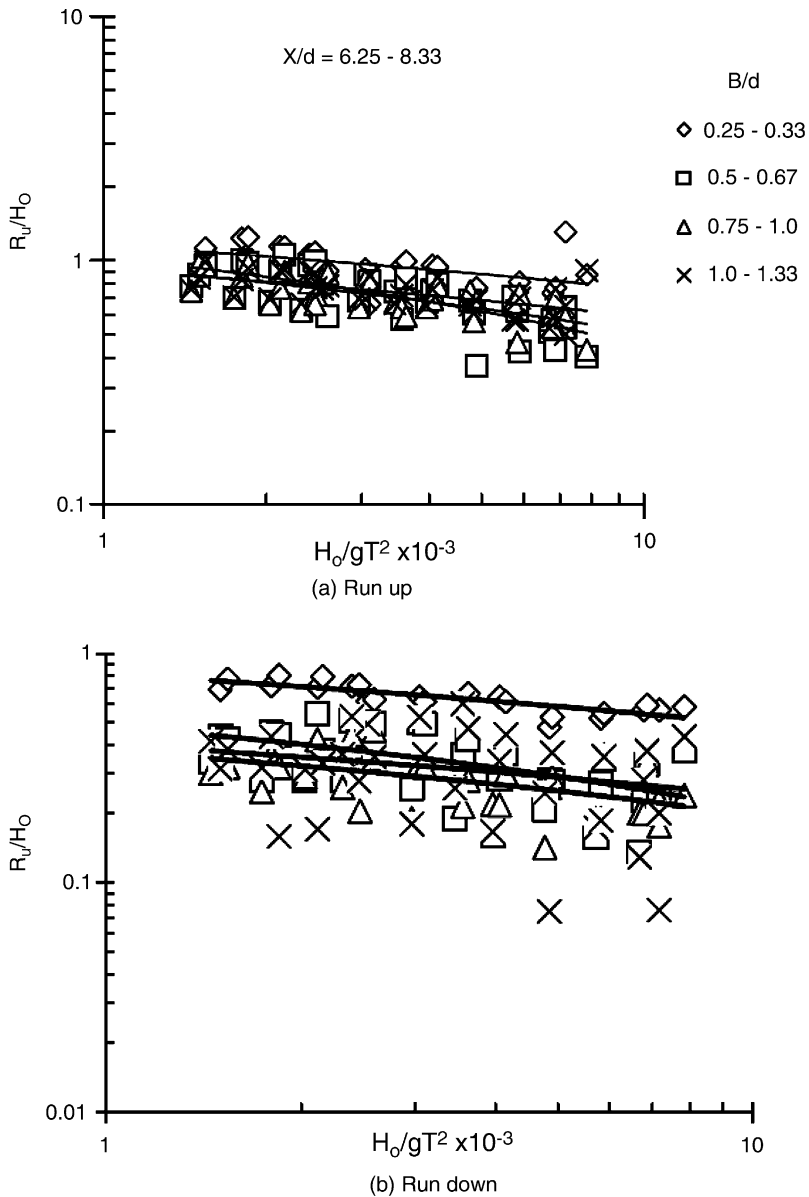 10
X/d = 6.25 - 8.33
B/d
0.25 - 0.33
0.5 - 0.67
0.75 - 1.0
1.0 - 1.33
Ru/HO
1
0.1
1
10
Ho/gT2 x10-3
(a) Run up
1
Ru/HO
0.1
0.01
1
10
Ho/gT2 x10-3
(b) Run down